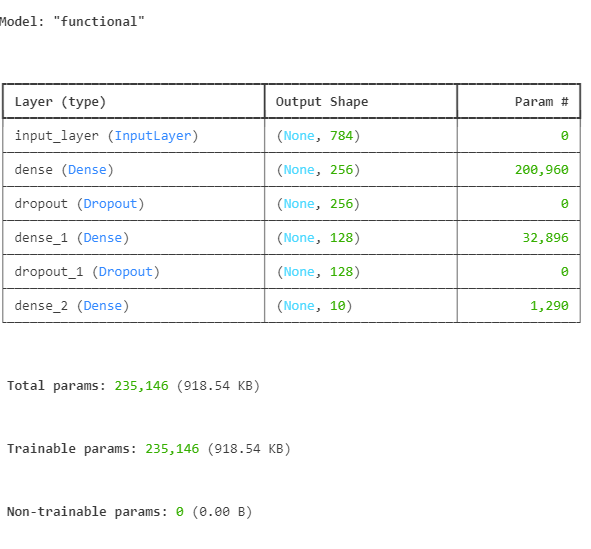 Model: "functional"
Layer (type) Output Shape Param #
input_layer (InputLayer) (None, 784) 0
dense (Dense) (None, 256) 200,960
dropout (Dropout) (None, 256) 0
dense_1 (Dense) (None, 128) 32,896
dropout_1 (Dropout) (None, 128) 0
dense_2 (Dense) (None, 10) 1,290
Total params: 235,146 (918.54 KB)
Trainable params: 235,146 (918.54 KB)
Non-trainable params: 0 (0.00 B)